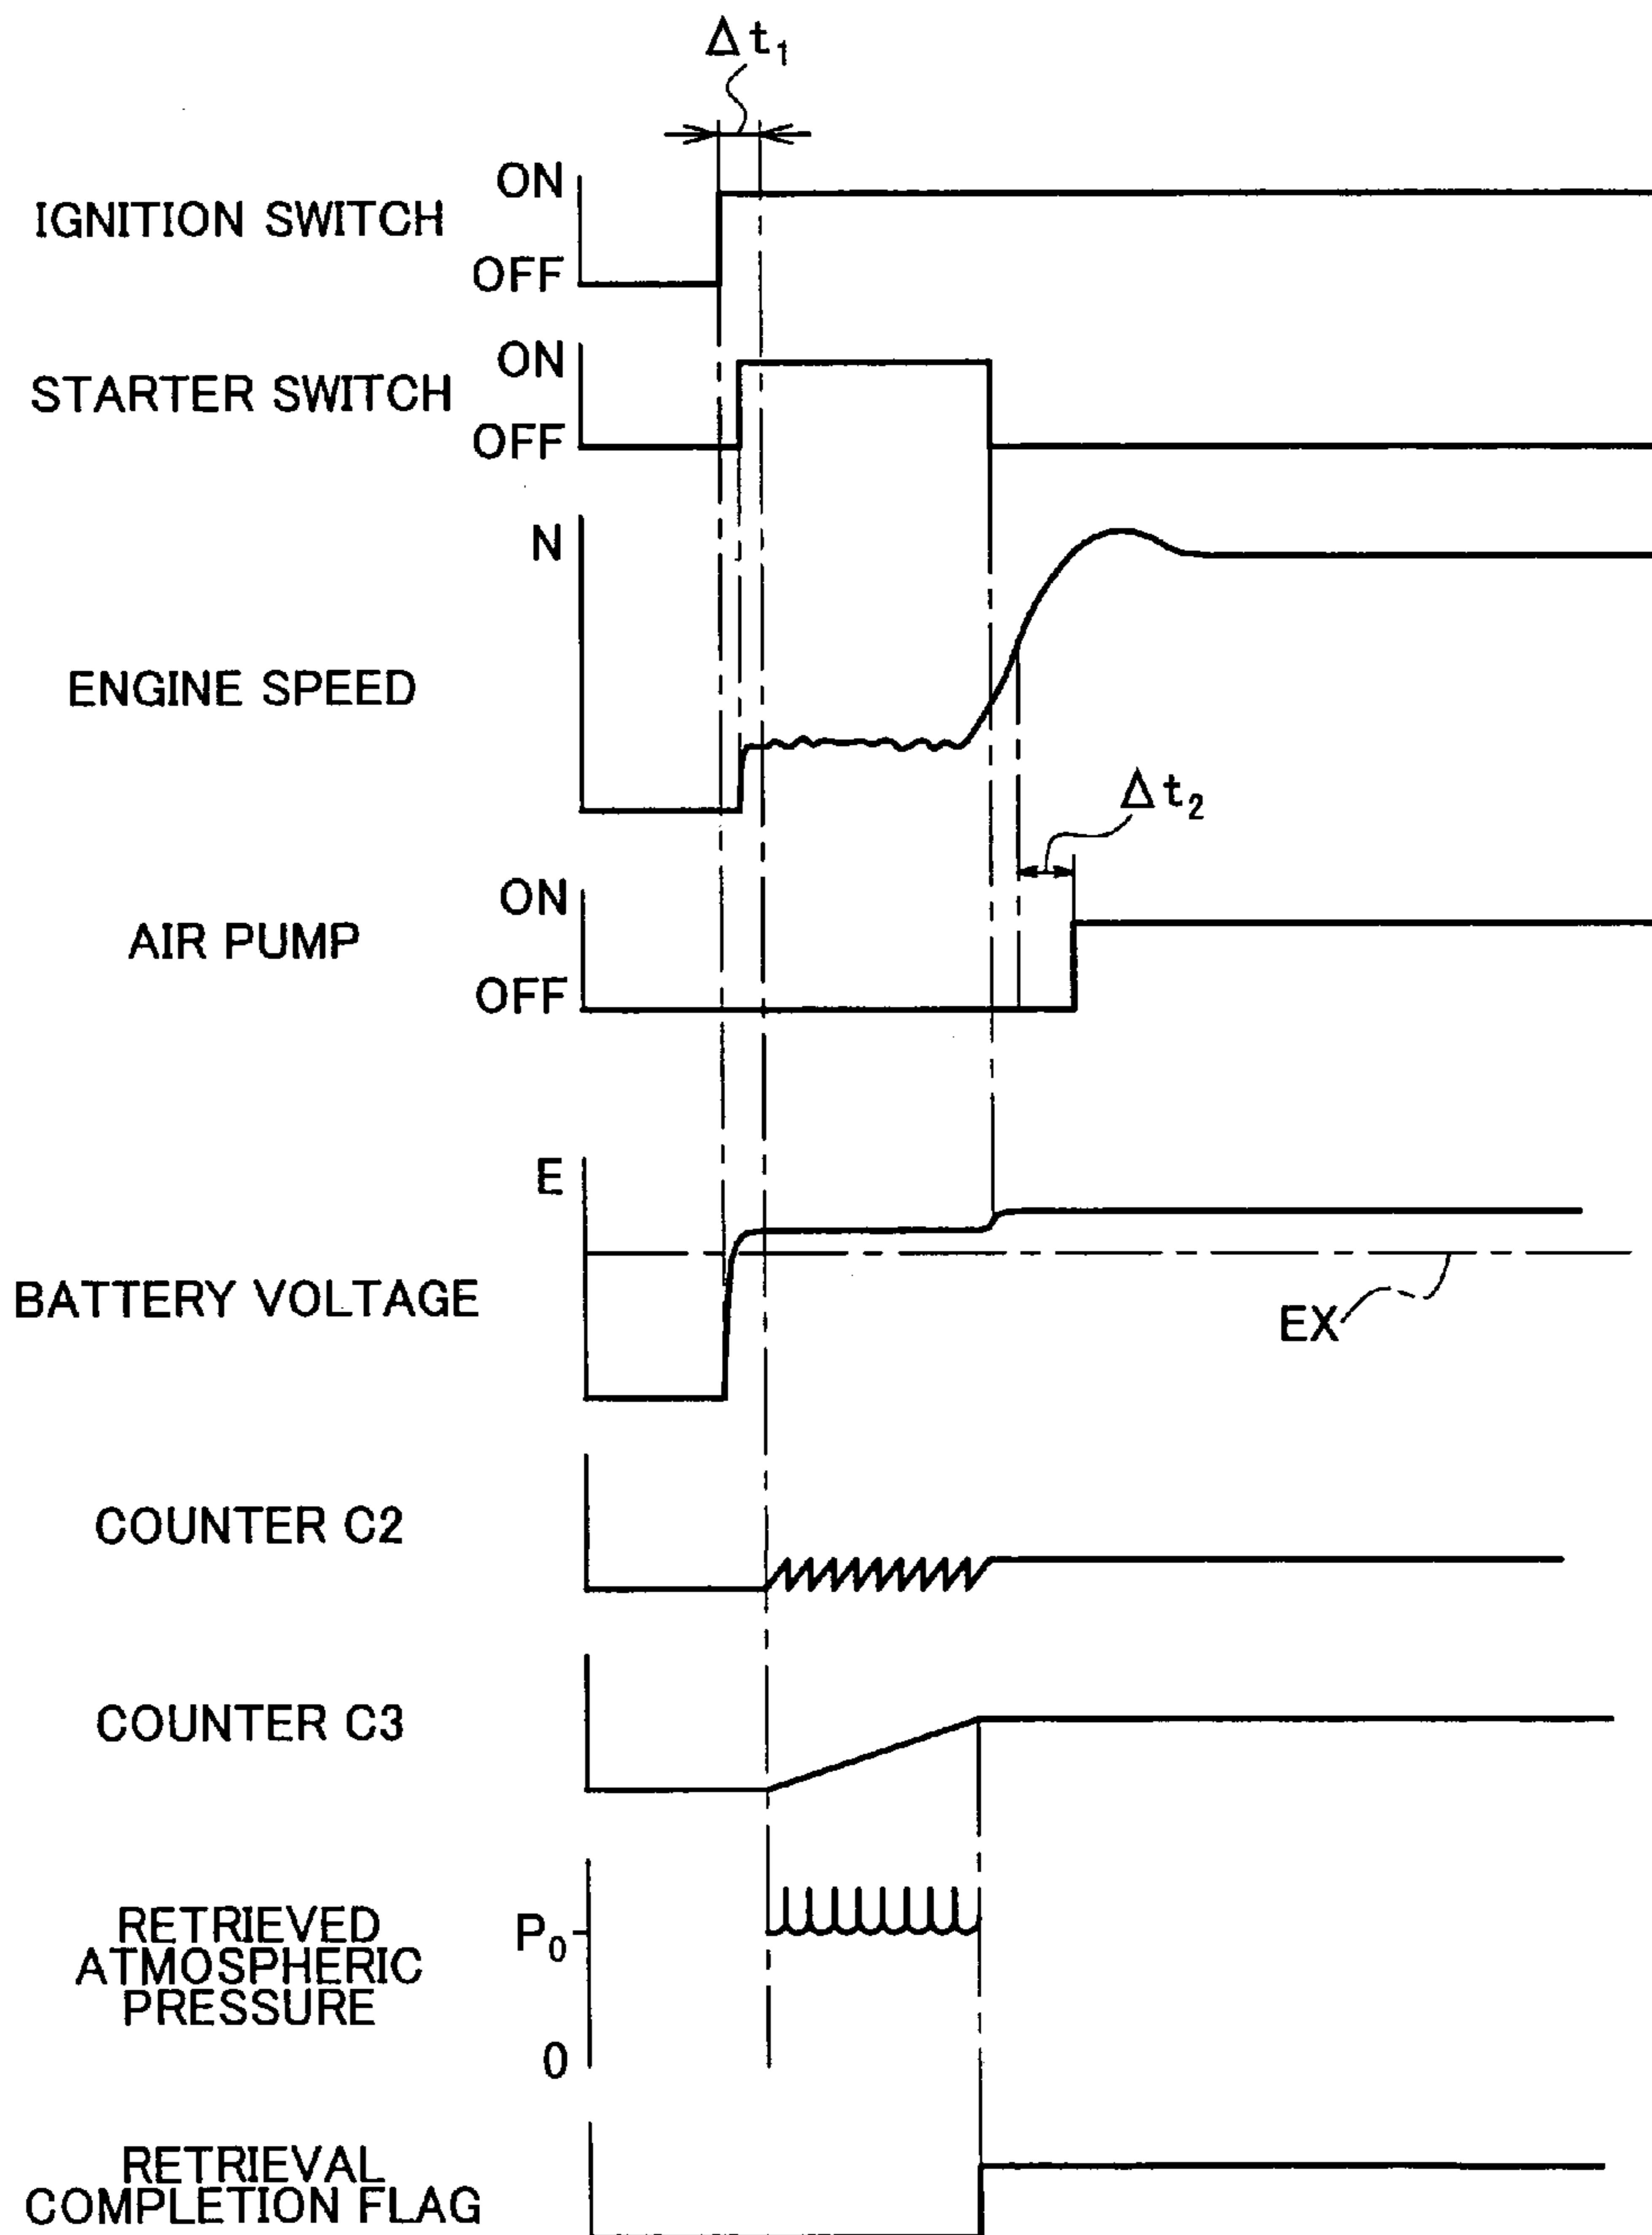 Δt₁
ON
IGNITION SWITCH
OFF
ON
STARTER SWITCH
OFF
N
ENGINE SPEED
Δt₂
ON
AIR PUMP
OFF
E
BATTERY VOLTAGE
EX
COUNTER C2
COUNTER C3
RETRIEVED
ATMOSPHERIC
PRESSURE
P₀
0
RETRIEVAL
COMPLETION FLAG